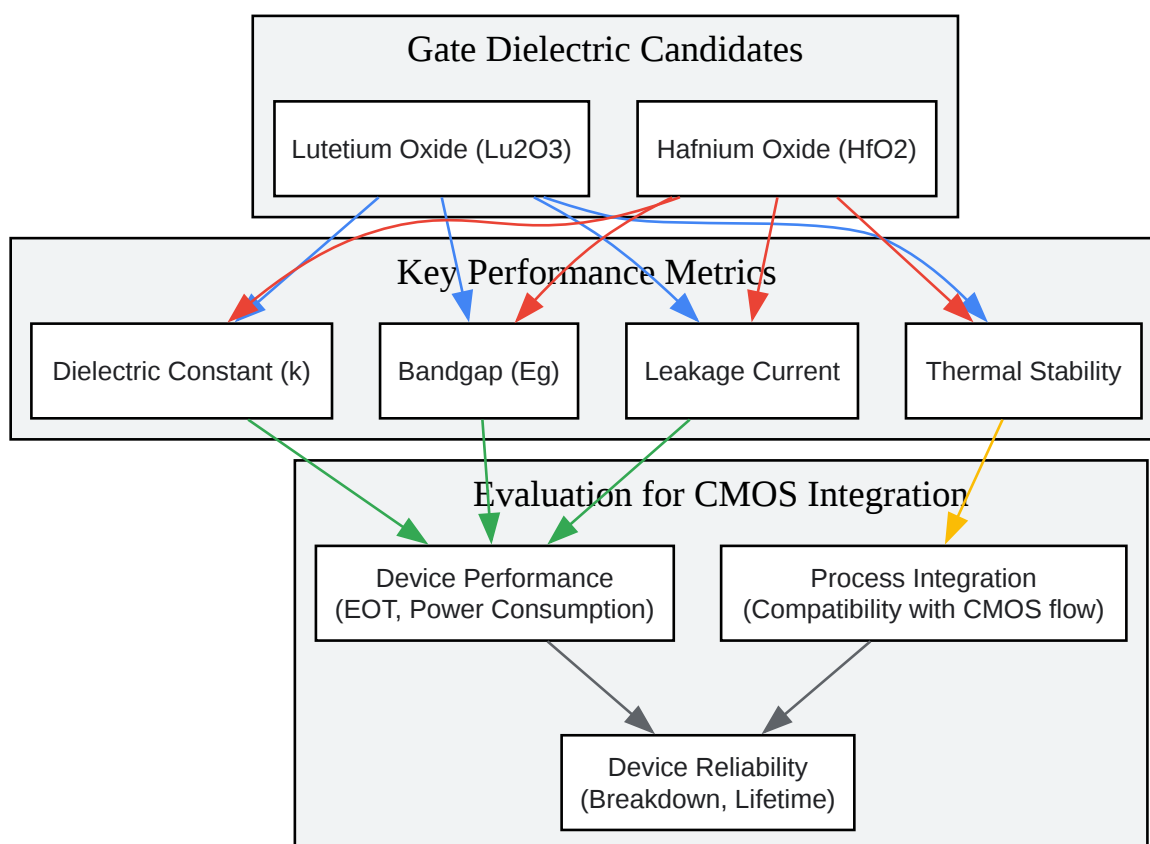 Gate Dielectric Candidates
Lutetium Oxide (Lu2O3)
Hafnium Oxide (HfO2)
Key Performance Metrics
Dielectric Constant (k)
Bandgap (Eg)
Leakage Current
Thermal Stability
Evaluation for CMOS Integration
Device Performance
(EOT, Power Consumption)
Process Integration
(Compatibility with CMOS flow)
Device Reliability
(Breakdown, Lifetime)